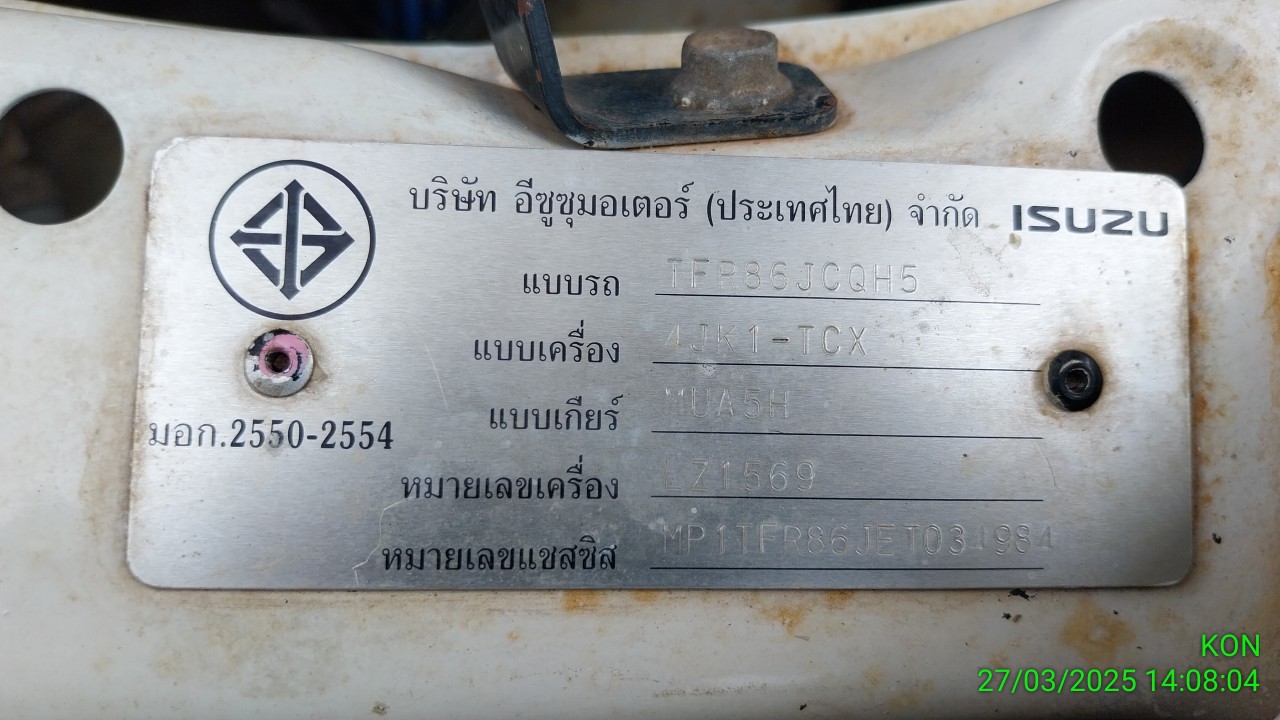 บริษัท อีซูซุมอเตอร์ (ประเทศไทย) จำกัด ISUZU
แบบรถ TFR86JCQH5
แบบเครื่อง 4JK1-TCX
แบบเกียร์ MUA5H
มอก.2550-2554
หมายเลขเครื่อง LZ1569
หมายเลขแชสซิส MP1TFR86JET034984
KON
27/03/2025 14:08:04